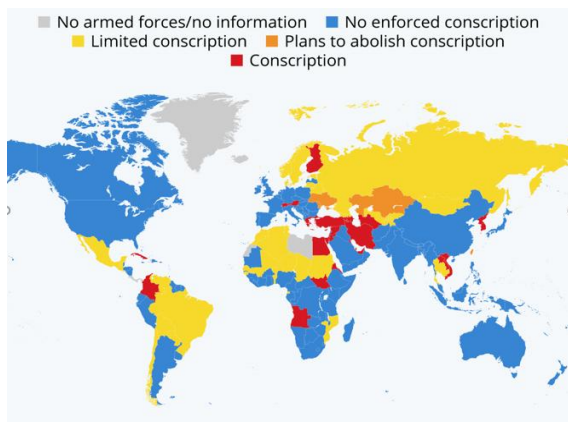 No armed forces/no information No enforced conscription
Limited conscription Plans to abolish conscription
Conscription